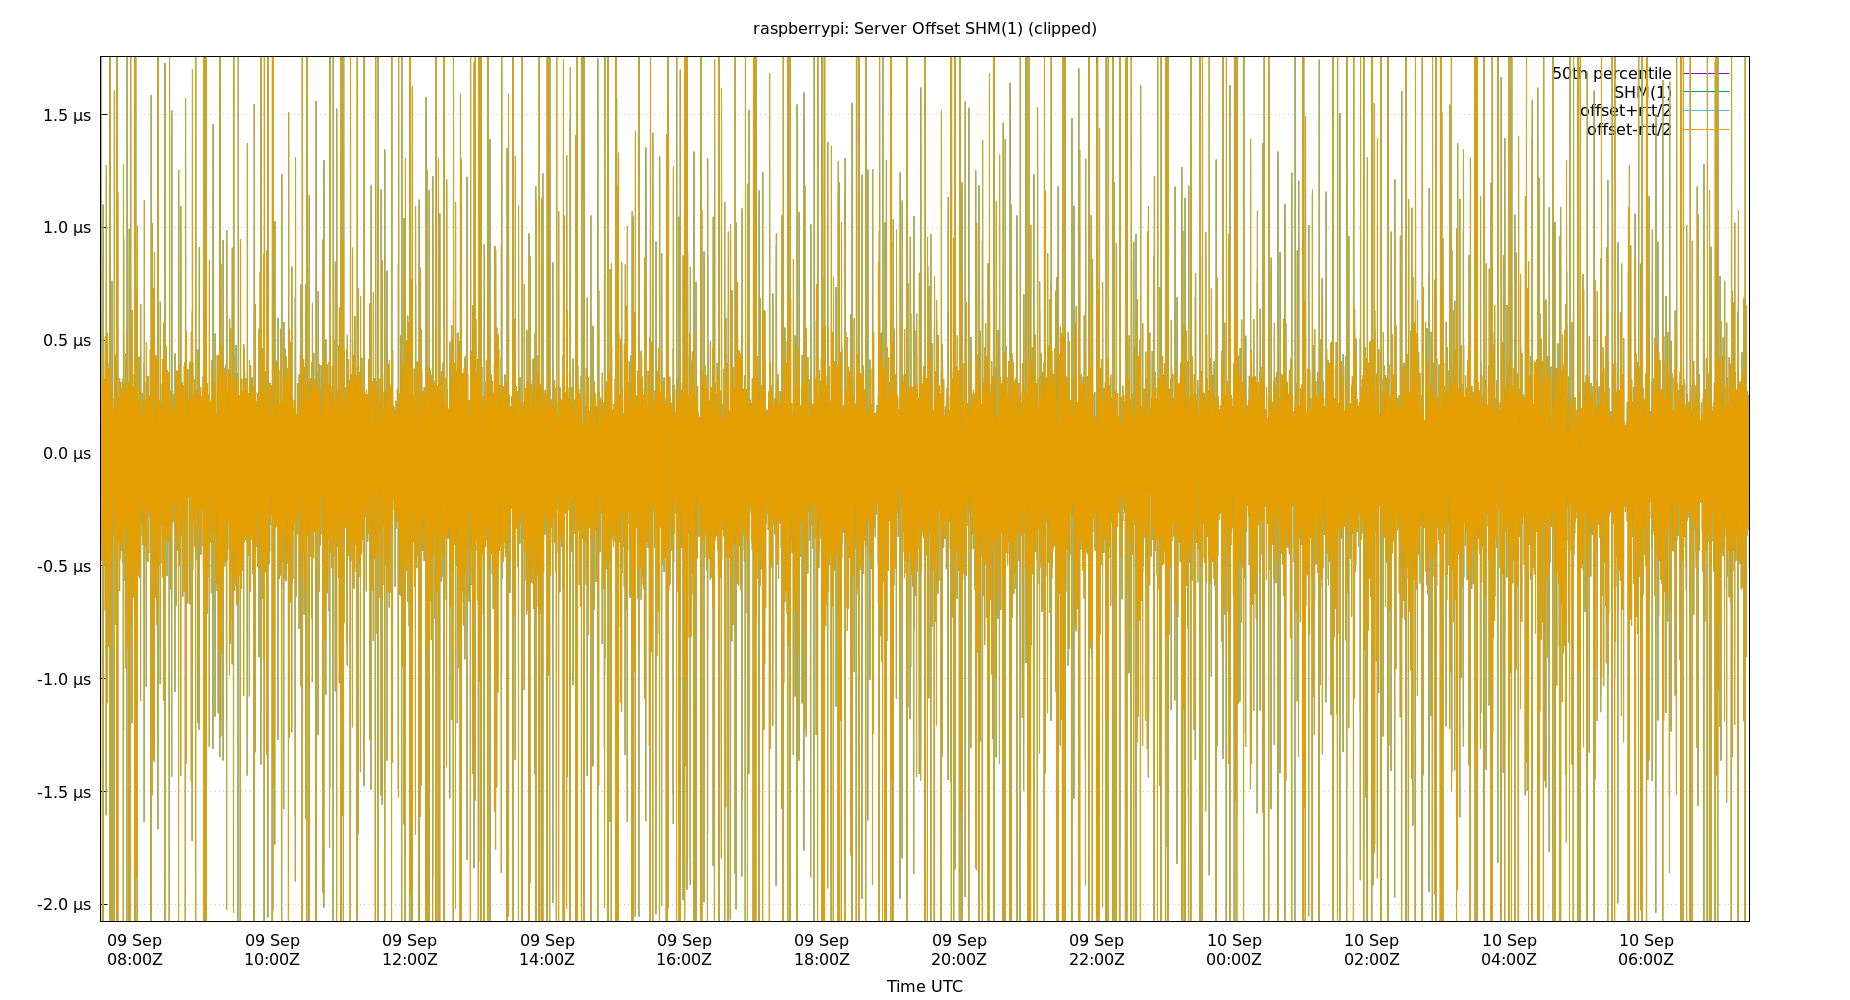 raspberrypi: Server Offset SHM(1) (clipped)
50th percentile
SHM(1)
offset+rtt/2
offset-rtt/2
1.5 µs
1.0 µs
0.5 µs
0.0 µs
-0.5 µs
-1.0 µs
-1.5 µs
-2.0 µs
09 Sep 09 Sep 09 Sep 09 Sep 09 Sep 09 Sep 09 Sep 09 Sep 10 Sep 10 Sep 10 Sep 10 Sep
08:00Z 10:00Z 12:00Z 14:00Z 16:00Z 18:00Z 20:00Z 22:00Z 00:00Z 02:00Z 04:00Z 06:00Z
Time UTC